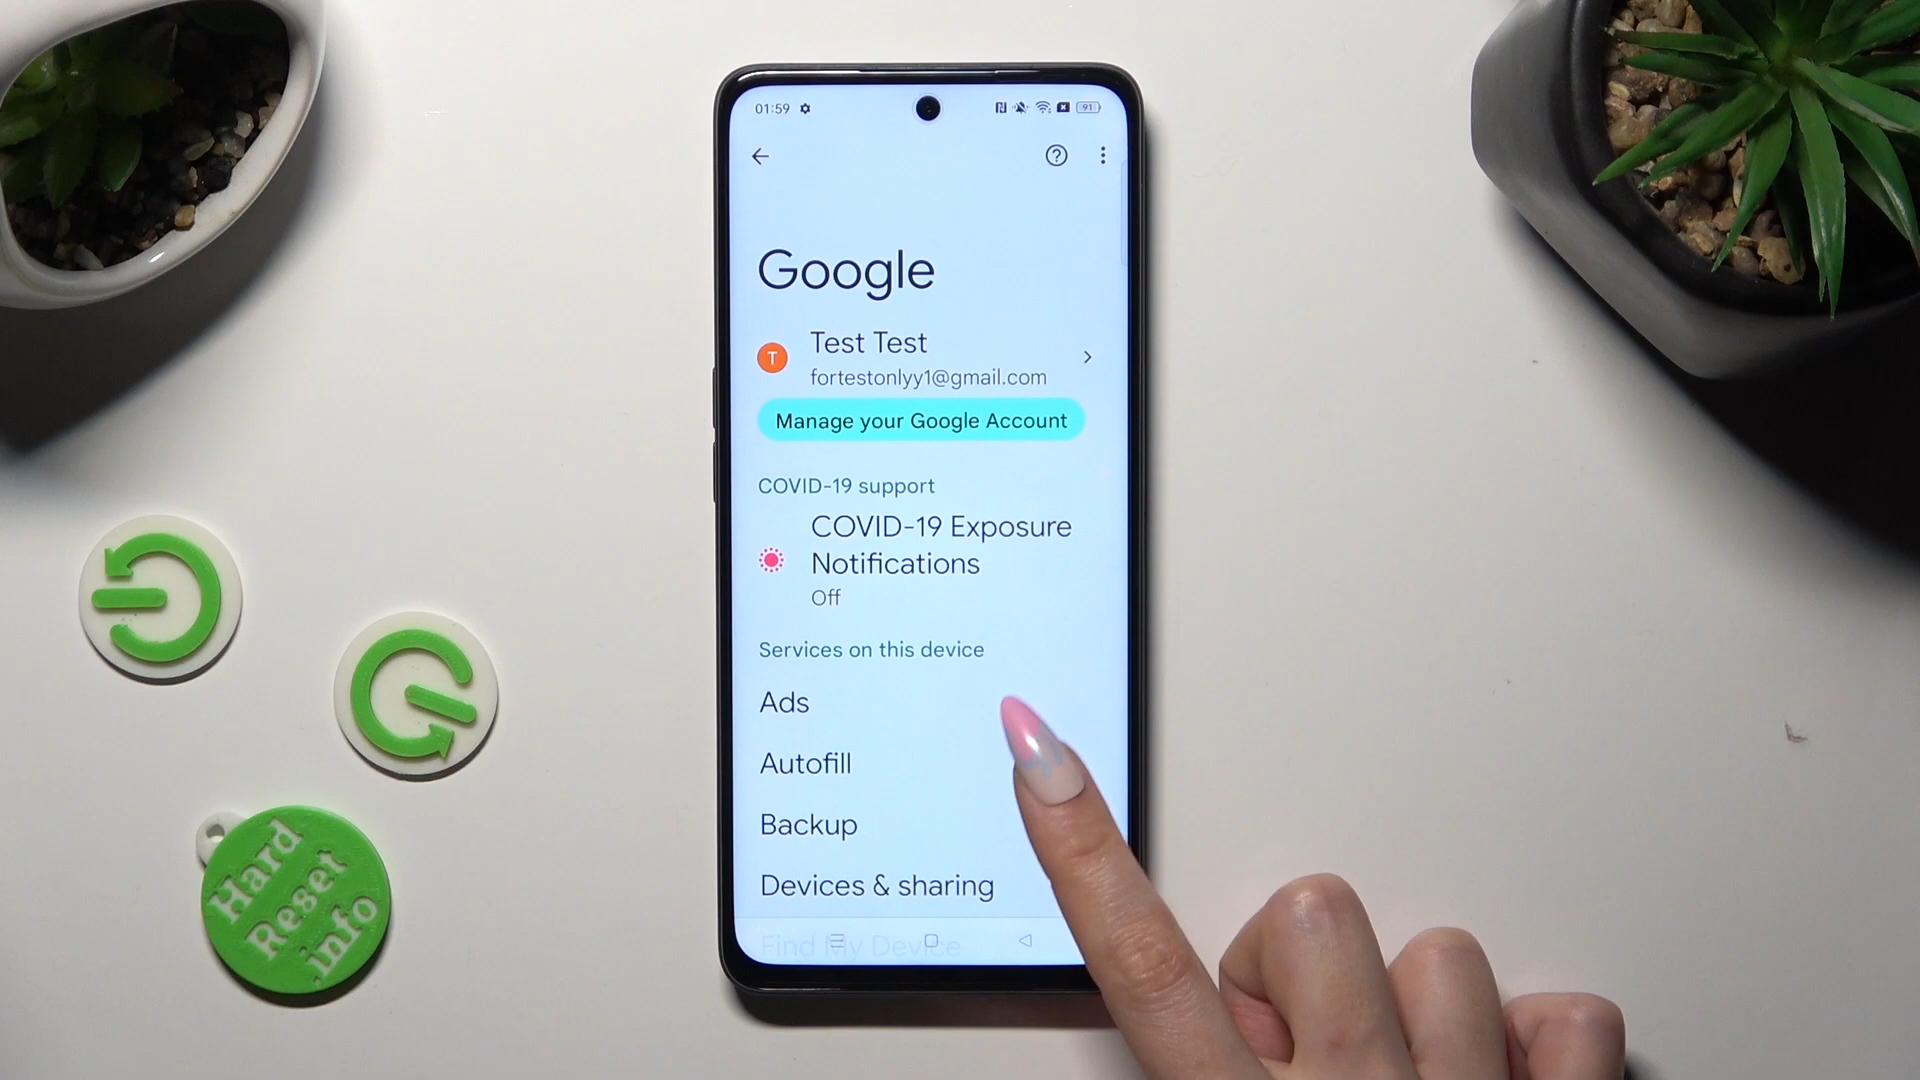 01:59
91
Google
T
Test Test
fortestonlyy1@gmail.com
Manage your Google Account
COVID-19 support
COVID-19 Exposure
Notifications
Off
Services on this device
Ads
Autofill
Backup
Devices & sharing
Find My Device
Hard
Reset
.info